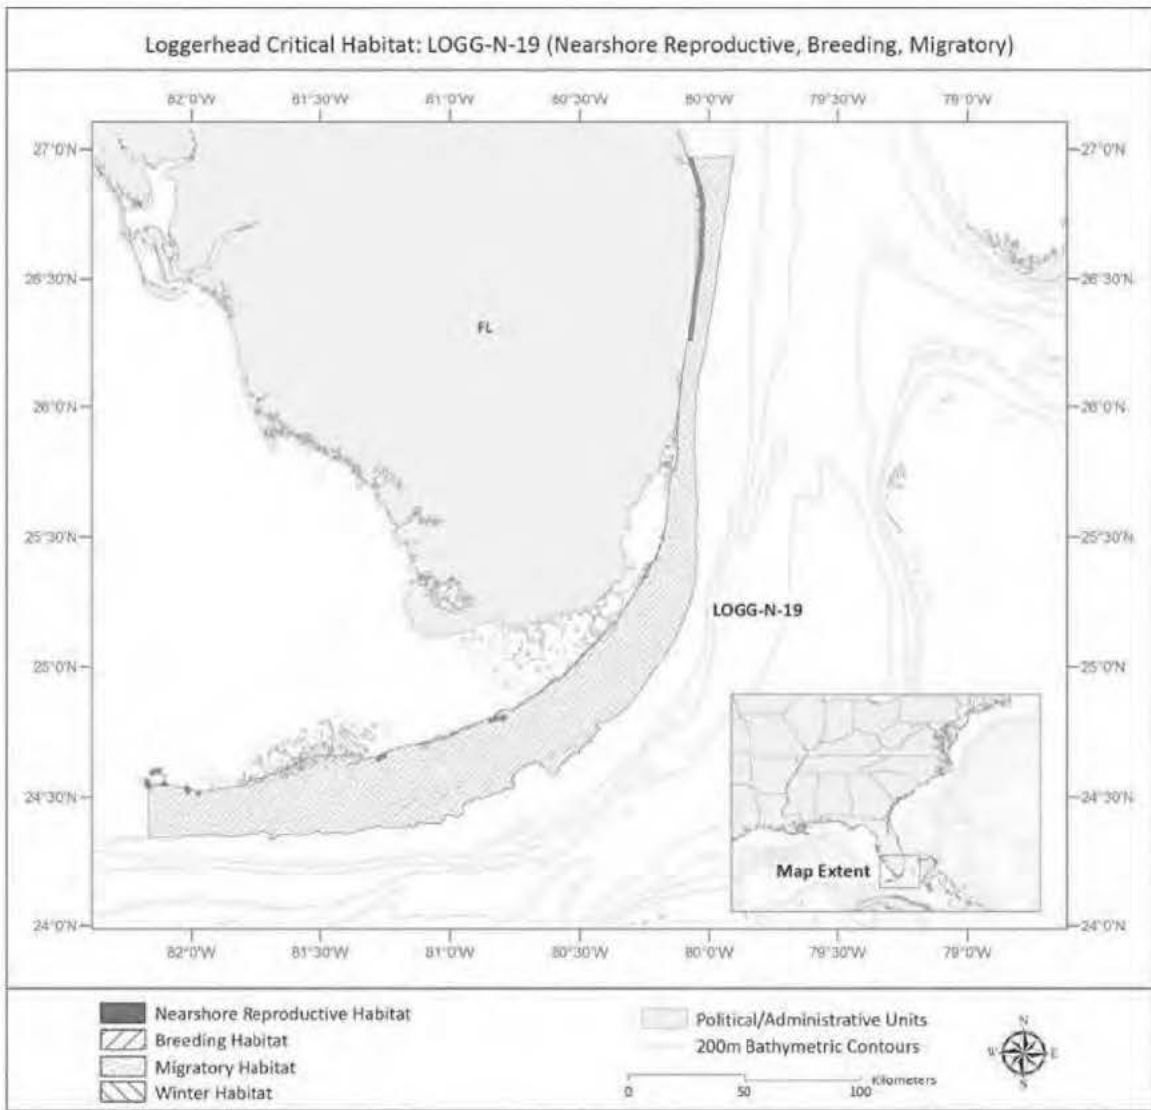 Loggerhead Critical Habitat: LOGG-N-19 (Nearshore Reproductive, Breeding, Migratory)
82°0'W 81°30'W 81°0'W 80°30'W 80°0'W 79°30'W 79°0'W
27°0'N 27°0'N
26°30'N 26°30'N
FL
26°0'N 26°0'N
25°30'N 25°30'N
LOGG-N-19
25°0'N 25°0'N
24°30'N 24°30'N
Map Extent
24°0'N 24°0'N
82°0'W 81°30'W 81°0'W 80°30'W 80°0'W 79°30'W 79°0'W
Nearshore Reproductive Habitat
Breeding Habitat
Migratory Habitat
Winter Habitat
Political/Administrative Units
200m Bathymetric Contours
Kilometers
0 50 100
N
W E
S